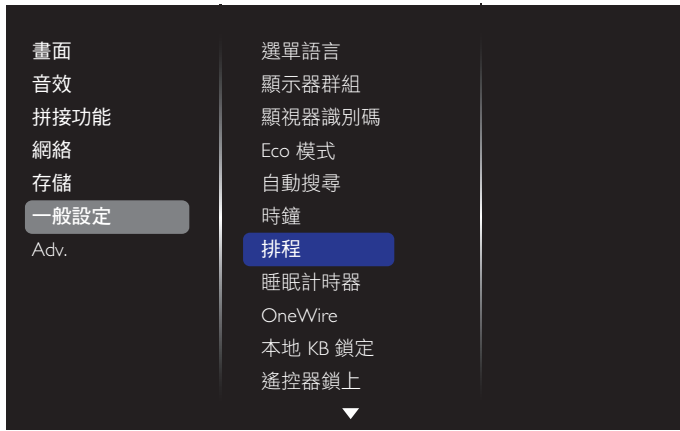 畫面
音效
拼接功能
網絡
存儲
一般設定
Adv.
選單語言
顯示器群組
顯視器識別碼
Eco 模式
自動搜尋
時鐘
排程
睡眠計時器
OneWire
本地 KB 鎖定
遙控器鎖上